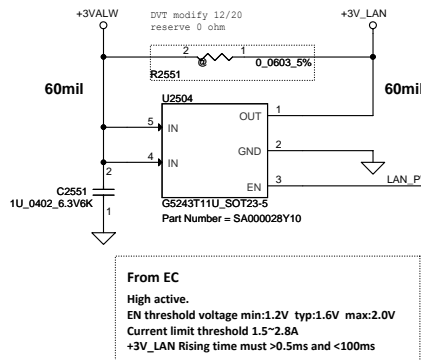 +3VALW
DVT modify 12/20
reserve 0 ohm
+3V_LAN
2
1
@
0_0603_5%
R2551
60mil
60mil
U2504
OUT
1
5
IN
GND
2
4
IN
EN
3
2
C2551
1U_0402_6.3V6K
1
G5243T11U_SOT23-5
Part Number = SA000028Y10
From EC
High active.
EN threshold voltage min:1.2V typ:1.6V max:2.0V
Current limit threshold 1.5~2.8A
+3V_LAN Rising time must >0.5ms and <100ms